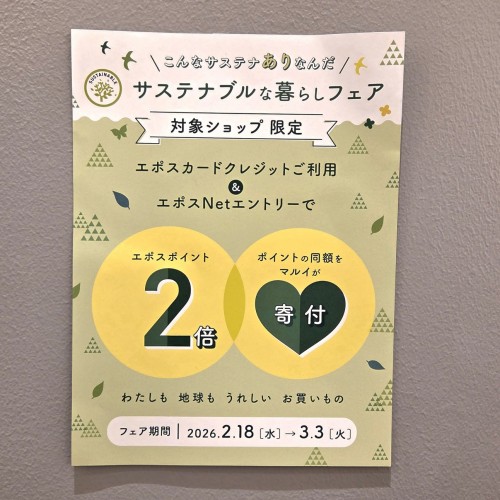 こんなサステナありなんだ
SUSTAINABLE
サステナブルな暮らしフェア
対象ショップ 限定
エポスカードクレジットご利用
&
エポスNetエントリーで
エポスポイント
2倍
ポイントの同額を
マルイが
寄付
わたしも 地球も うれしい お買いもの
フェア期間 | 2026.2.18[水]→3.3[火]